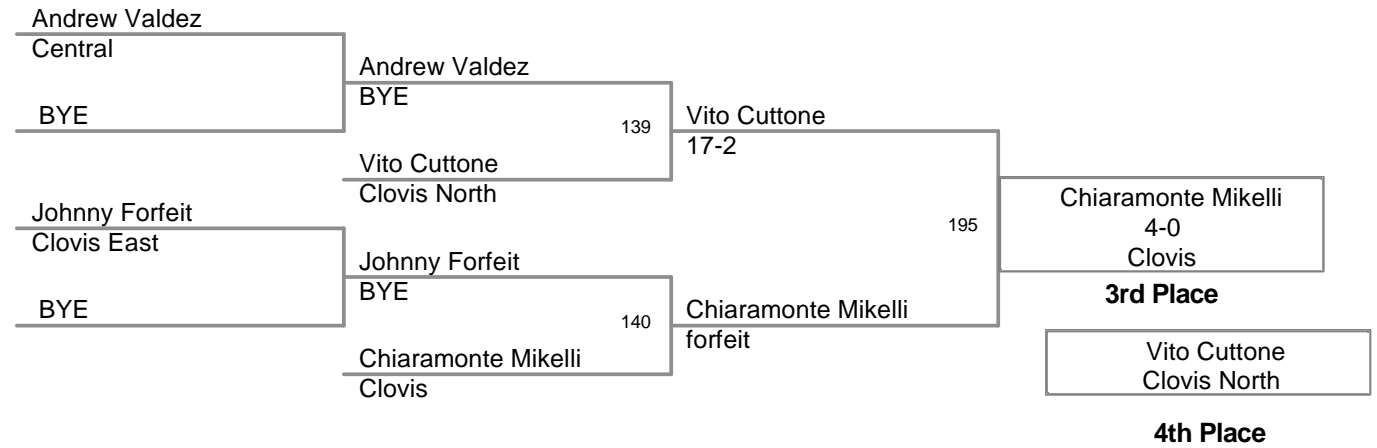 Andrew Valdez
Central
BYE
Johnny Forfeit
Clovis East
BYE
Andrew Valdez
BYE
139
Vito Cuttone
Clovis North
Johnny Forfeit
BYE
140
Chiaramonte Mikelli
Clovis
Vito Cuttone
17-2
195
Chiaramonte Mikelli
forfeit
Chiaramonte Mikelli
4-0
Clovis
3rd Place
Vito Cuttone
Clovis North
4th Place